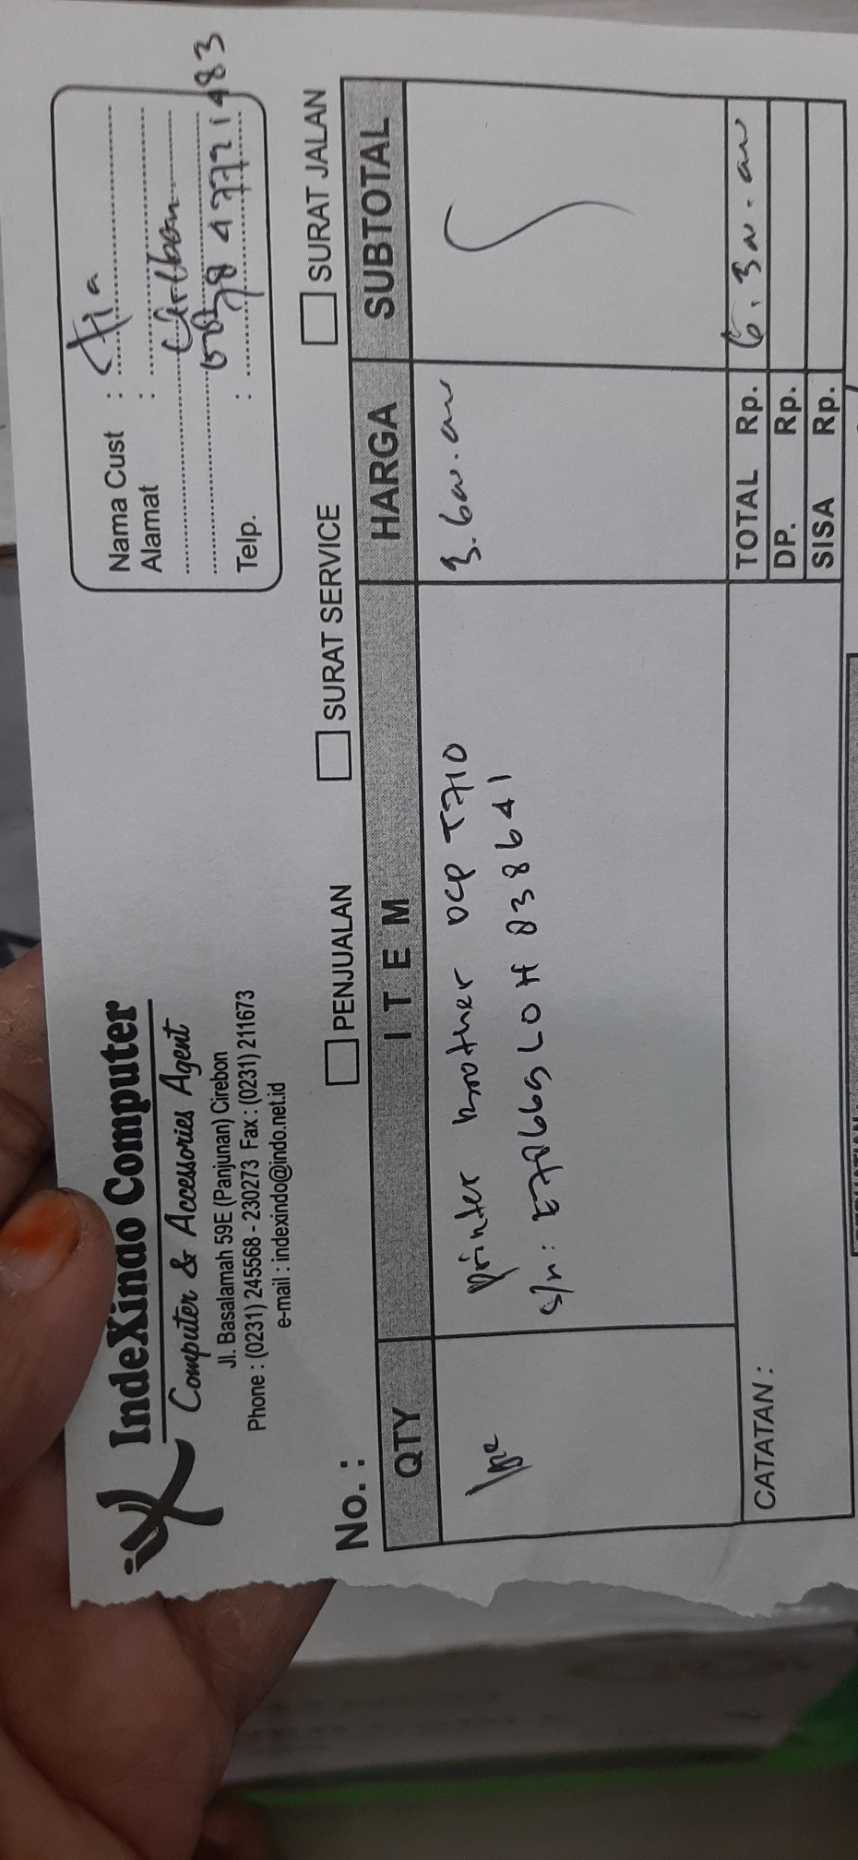 IndeXindo Computer
Computer & Accessories Agent
Jl. Basalamah 59E (Panjunan) Cirebon
Phone : (0231) 245568 - 230273 Fax : (0231) 211673
e-mail : indexindo@indo.net.id
Nama Cust :
Alamat : Cirebon
Telp. :
No. :
PENJUALAN SURAT SERVICE SURAT JALAN
QTY ITEM HARGA SUBTOTAL
Printer Brother DCP T710
S/n:
CATATAN :
TOTAL Rp.
DP. Rp.
SISA Rp.